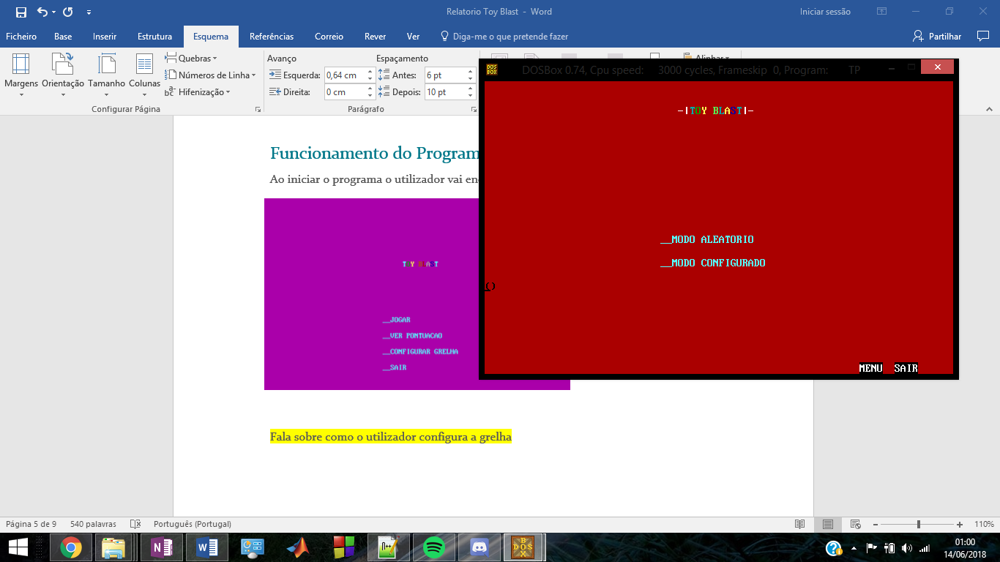 Relatorio Toy Blast - Word
Iniciar sessão
Ficheiro Base Inserir Estrutura Esquema Referências Correio Rever Ver Diga-me o que pretende fazer Partilhar
Margens Orientação Tamanho Colunas
Quebras
Números de Linha
Hifenização
Configurar Página
Avanço
Esquerda: 0,64 cm
Direita: 0 cm
Espaçamento
Antes: 6 pt
Depois: 10 pt
Parágrafo
Alinhar
DOSBox 0.74, Cpu speed: 3000 cycles, Frameskip 0, Program: TP
-|TOY BLAST|-
__MODO ALEATORIO
__MODO CONFIGURADO
MENU SAIR
Funcionamento do Program
Ao iniciar o programa o utilizador vai en
TOY BLAST
__JOGAR
__VER PONTUACAO
__CONFIGURAR GRELHA
__SAIR
Fala sobre como o utilizador configura a grelha
Página 5 de 9 540 palavras Português (Portugal) 110%
01:00
14/06/2018